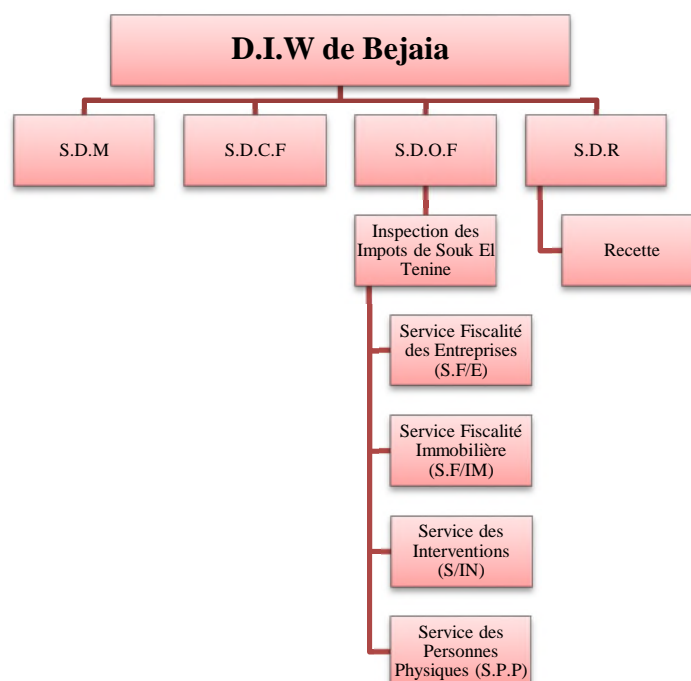 D.I.W de Bejaia
S.D.M
S.D.C.F
S.D.O.F
S.D.R
Inspection des
Impots de Souk El
Tenine
Recette
Service Fiscalité
des Entreprises
(S.F/E)
Service Fiscalité
Immobilière
(S.F/IM)
Service des
Interventions
(S/IN)
Service des
Personnes
Physiques (S.P.P)